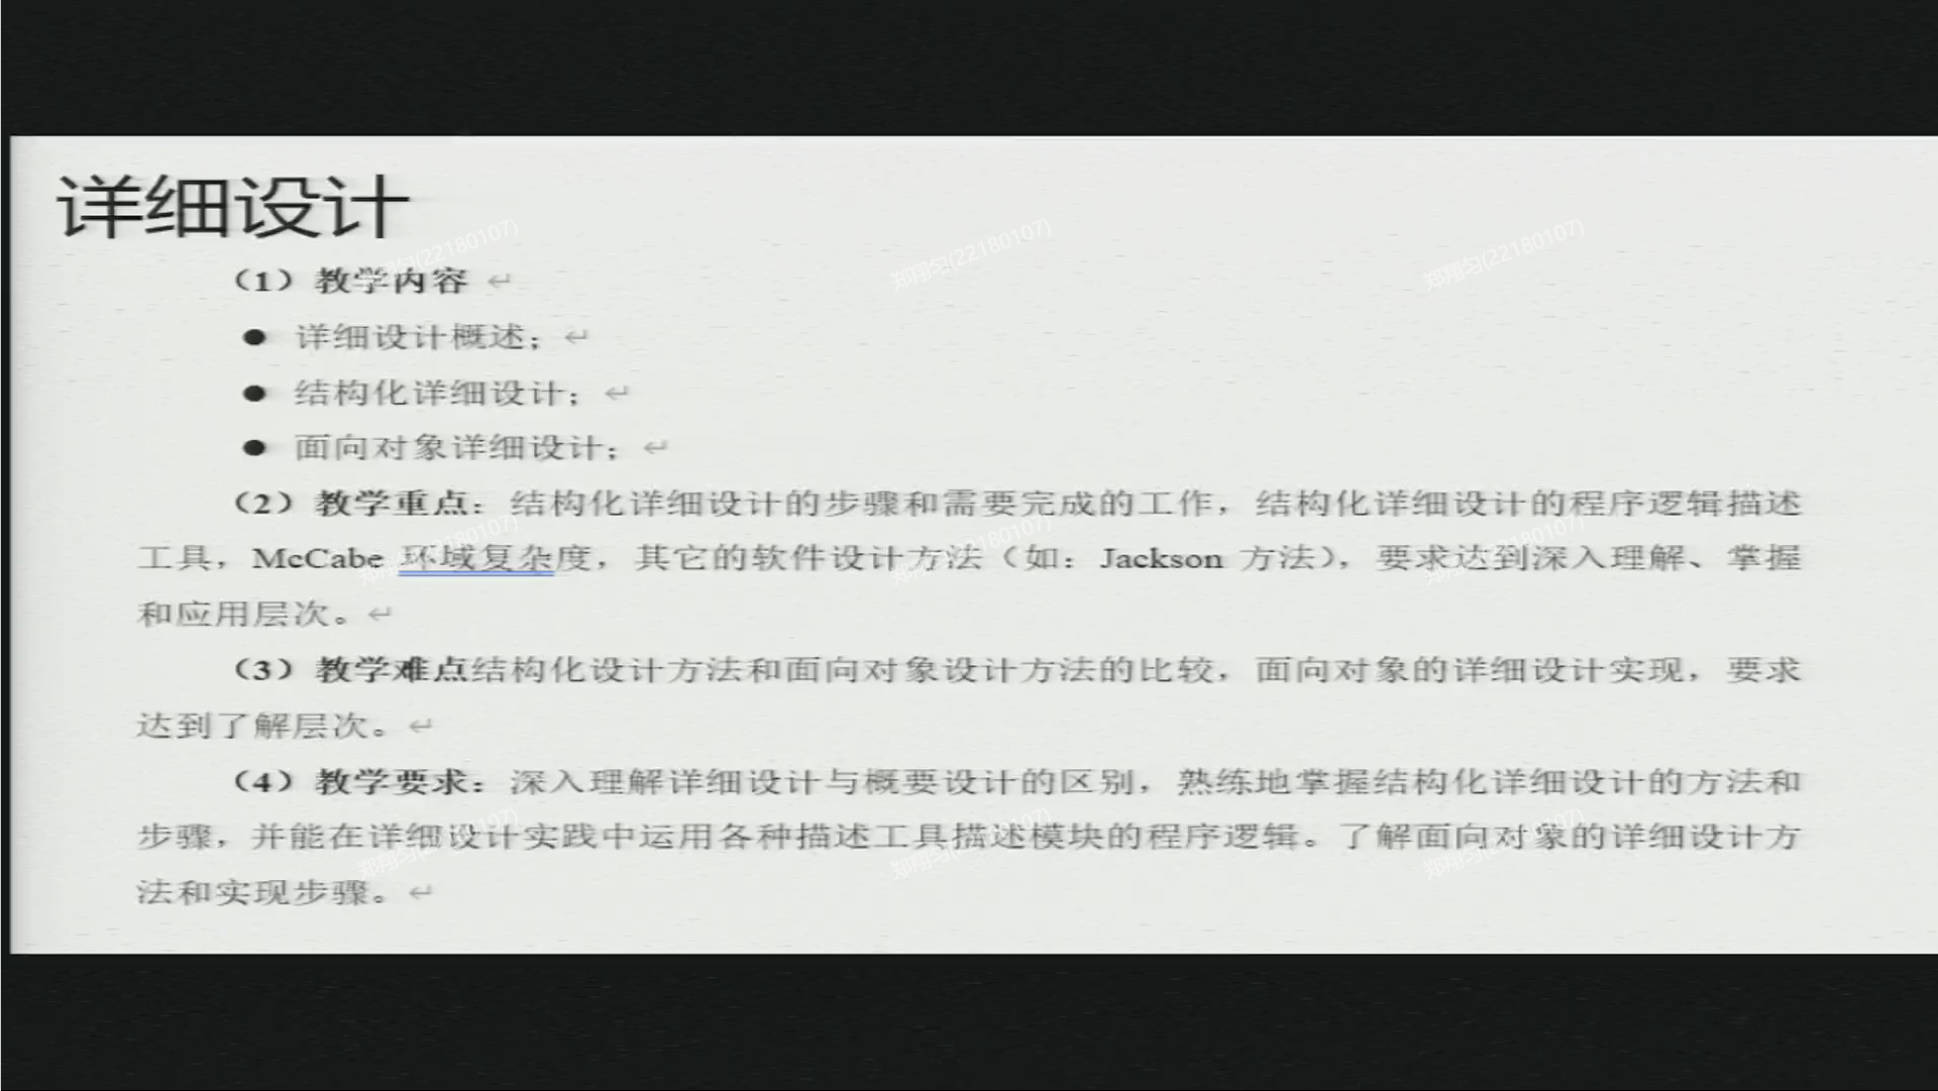 详细设计
（1）教学内容
● 详细设计概述；
● 结构化详细设计；
● 面向对象详细设计；
（2）教学重点：结构化详细设计的步骤和需要完成的工作，结构化详细设计的程序逻辑描述
工具，McCabe 环域复杂度，其它的软件设计方法（如：Jackson 方法），要求达到深入理解、掌握
和应用层次。
（3）教学难点结构化设计方法和面向对象设计方法的比较，面向对象的详细设计实现，要求
达到了解层次。
（4）教学要求：深入理解详细设计与概要设计的区别，熟练地掌握结构化详细设计的方法和
步骤，并能在详细设计实践中运用各种描述工具描述模块的程序逻辑。了解面向对象的详细设计方
法和实现步骤。
郑翔匀(22180107)
郑翔匀(22180107)